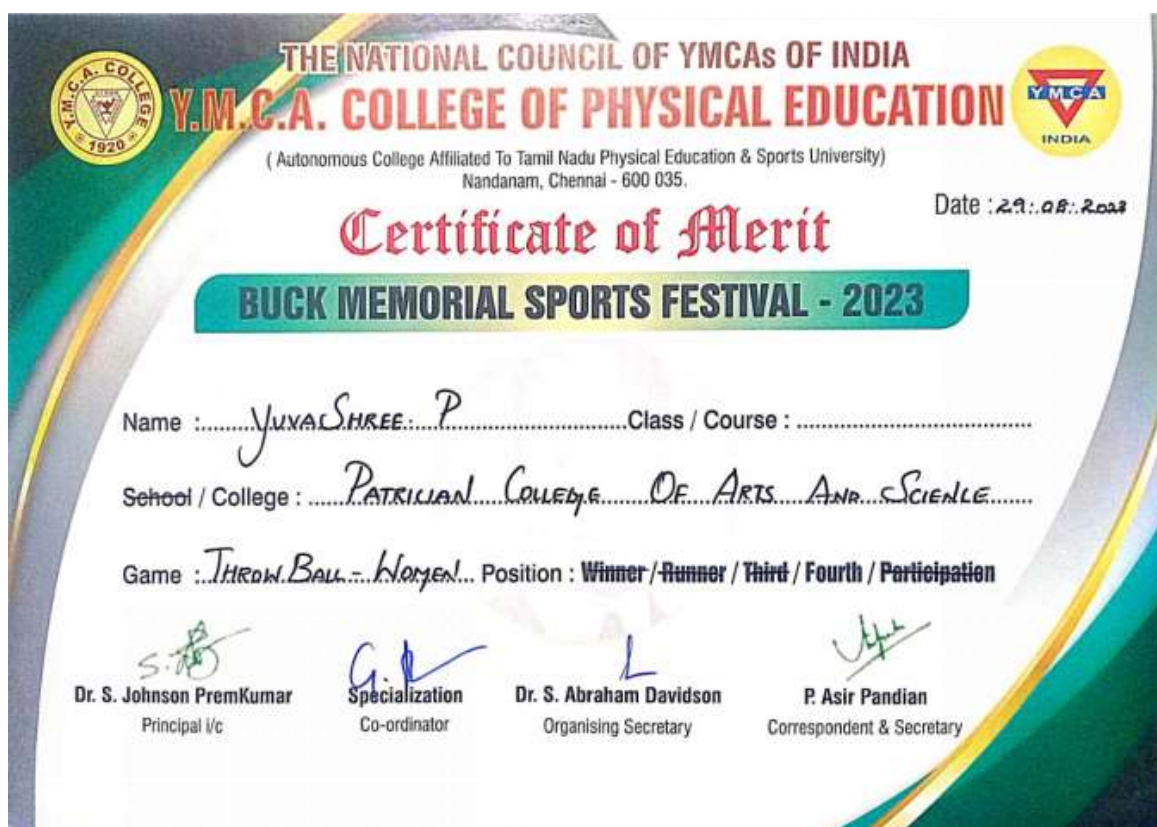 THE NATIONAL COUNCIL OF YMCAs OF INDIA
Y.M.C.A. COLLEGE OF PHYSICAL EDUCATION
Y.M.C.A. COLLEGE
1920
YMCA
INDIA
( Autonomous College Affiliated To Tamil Nadu Physical Education & Sports University)
Nandanam, Chennai - 600 035.
Date : 29.08.2023
Certificate of Merit
BUCK MEMORIAL SPORTS FESTIVAL - 2023
Name : YUVASHREE. P Class / Course :
School / College : PATRICIAN COLLEGE OF ARTS AND SCIENCE
Game : THROW BALL - WOMEN Position : Winner / Runner / Third / Fourth / Participation
Dr. S. Johnson PremKumar Specialization Dr. S. Abraham Davidson P. Asir Pandian
Principal i/c Co-ordinator Organising Secretary Correspondent & Secretary